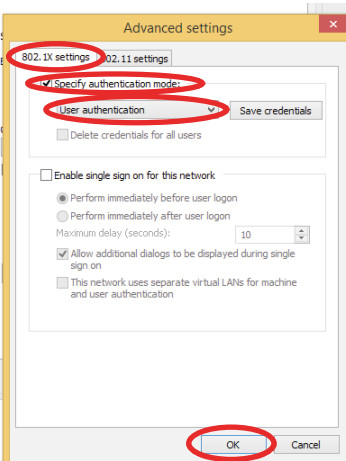 Advanced settings
802.1X settings
02.11 settings
Specify authentication mode:
User authentication
Save credentials
Delete credentials for all users
Enable single sign on for this network
Perform immediately before user logon
Perform immediately after user logon
Maximum delay (seconds): 10
Allow additional dialogs to be displayed during single
sign on
This network uses separate virtual LANs for machine
and user authentication
OK
Cancel